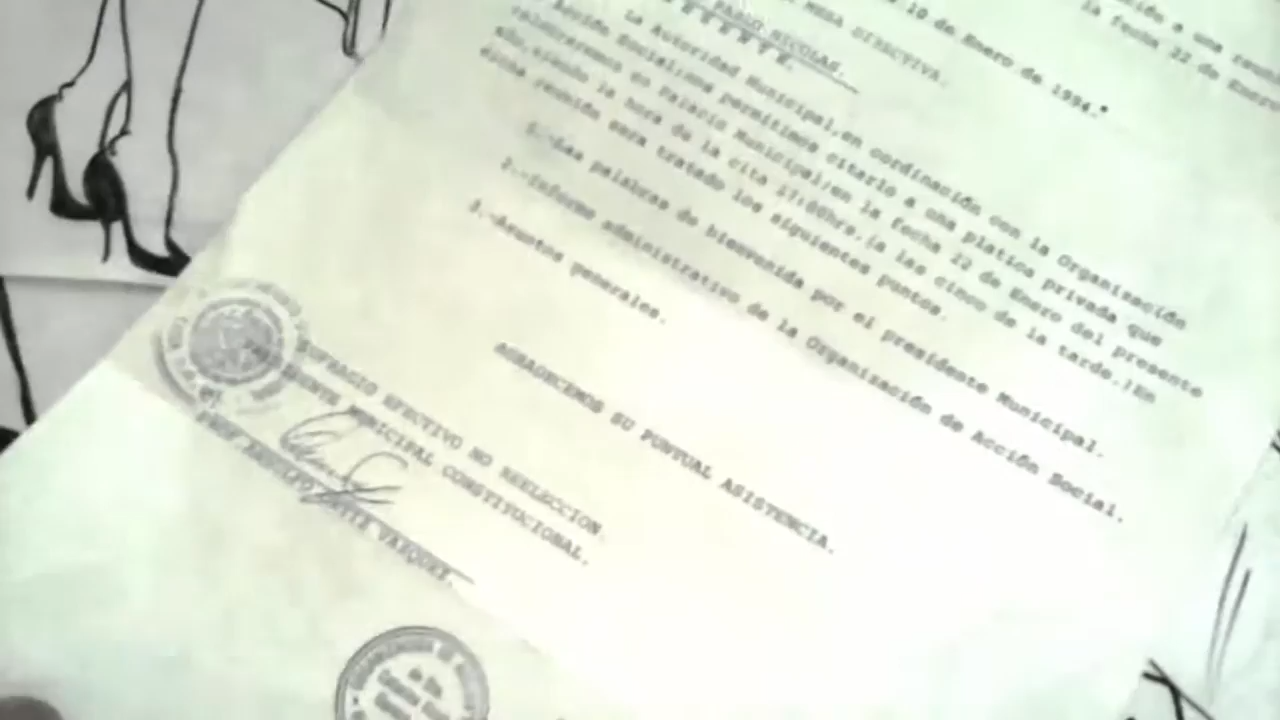 la fecha 22 de Enero
10 de Enero de 1994.
MESA DIRECTIVA.
PABLO NICOLAS.
P R E S E N T E.
La Autoridad Municipal, en cordinación con la Organización
Acción Social; nos permitimos citarlo a una platica privada que
celebraremos en Palacio Municipal; en la fecha 22 de Enero del presente
año, siendo la hora de la cita 17:00hrs, (a las cinco de la tarde.) En
dicha reunión sera tratado los siguientes puntos.
1.-Las palabras de bienvenida por el presidente Municipal.
2.-Informe administrativo de la Organización de Acción Social.
3.-Asuntos generales.
AGRADECEMOS SU PUNTUAL ASISTENCIA.
SUFRAGIO EFECTIVO NO REELECCION.
MUNICIPAL CONSTITUCIONAL.
VAZQUEZ.